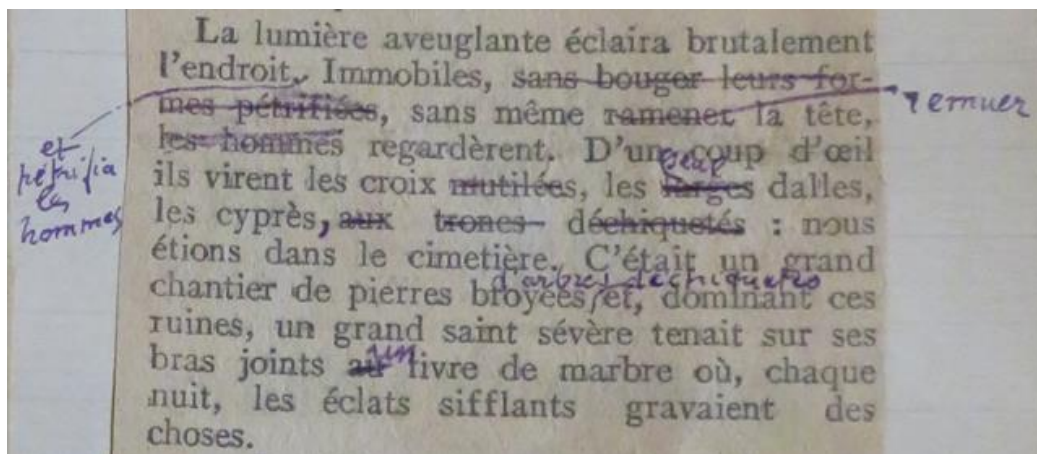 La lumière aveuglante éclaira brutalement
l'endroit, Immobiles, sans bouger leurs for-
mes pétrifiées, sans même ramener la tête,
remuer
les hommes regardèrent. D'un coup d'œil
et
pétrifia
les
hommes
ils virent les croix mutilées, les larges dalles,
les cyprès, aux troncs déchiquetés : nous
étions dans le cimetière. C'était un grand
d'arbres déchiquetés
chantier de pierres broyées, et, dominant ces
ruines, un grand saint sévère tenait sur ses
un
bras joints au livre de marbre où, chaque
nuit, les éclats sifflants gravaient des
choses.